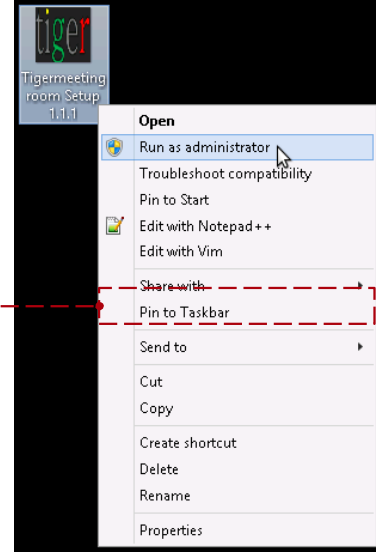 tiger
Tigermeeting
room Setup
1.1.1
Open
Run as administrator
Troubleshoot compatibility
Pin to Start
Edit with Notepad++
Edit with Vim
Share with
Pin to Taskbar
Send to
Cut
Copy
Create shortcut
Delete
Rename
Properties